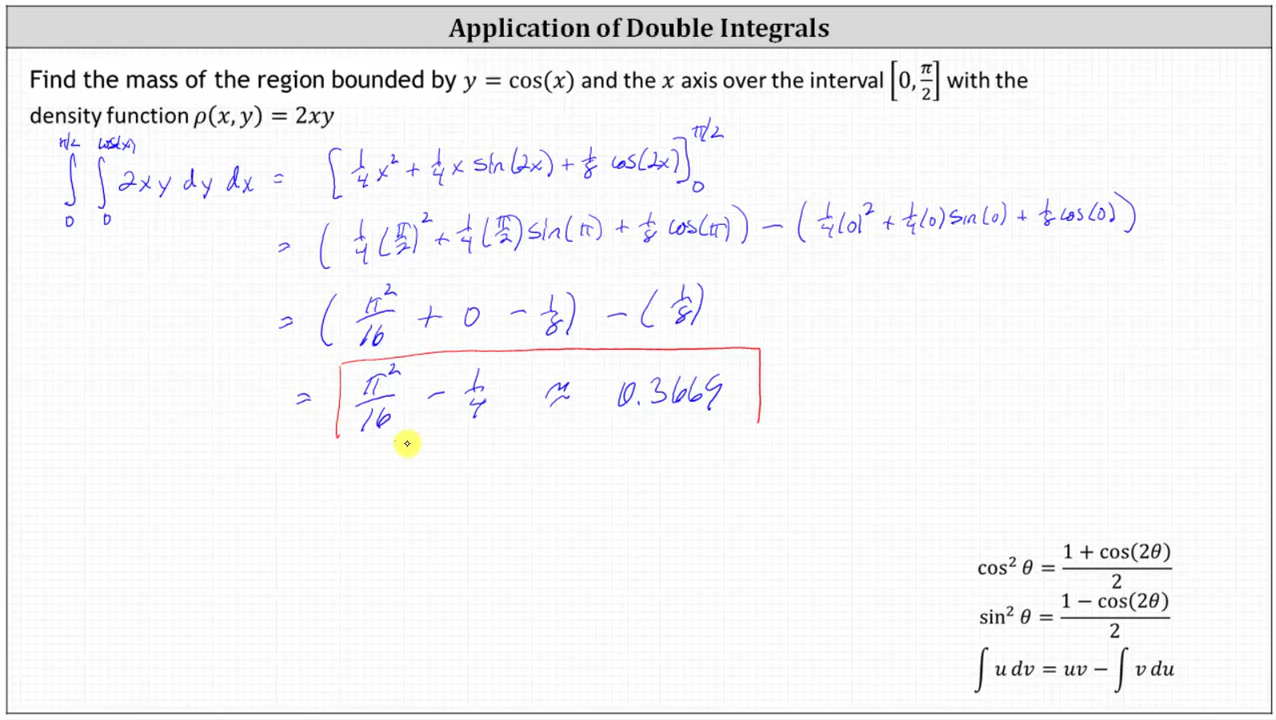 Application of Double Integrals
Find the mass of the region bounded by y = cos(x) and the x axis over the interval [0, π/2] with the
density function ρ(x, y) = 2xy
∫₀^(π/2) ∫₀^(cos(x)) 2xy dy dx = [1/4 x² + 1/4 x sin(2x) + 1/8 cos(2x)]₀^(π/2)
= (1/4 (π/2)² + 1/4 (π/2) sin(π) + 1/8 cos(π)) − (1/4 (0)² + 1/4 (0) sin(0) + 1/8 cos(0))
= (π²/16 + 0 − 1/8) − (1/8)
= π²/16 − 1/4 ≈ 0.3669
cos² θ = (1 + cos(2θ))/2
sin² θ = (1 − cos(2θ))/2
∫ u dv = uv − ∫ v du